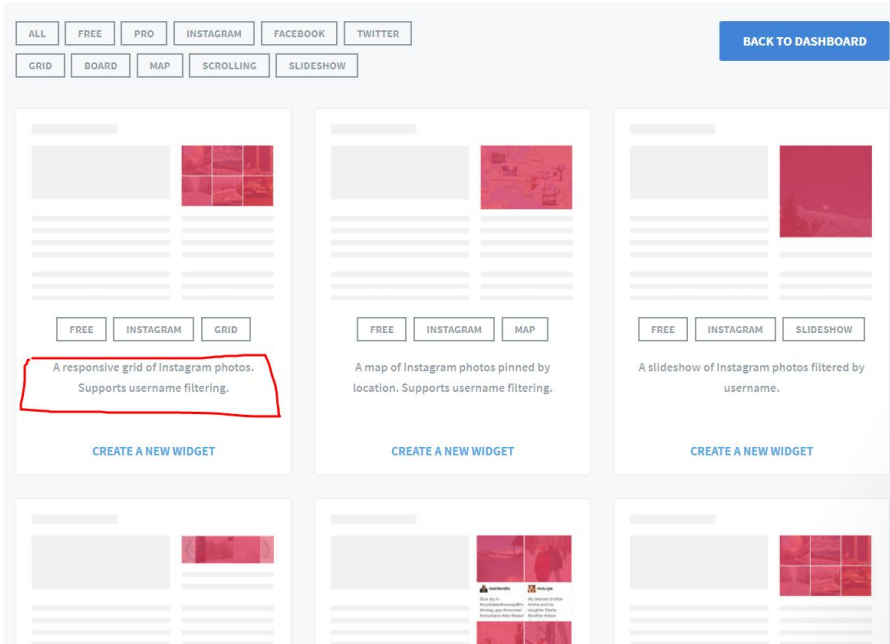 ALL FREE PRO INSTAGRAM FACEBOOK TWITTER
GRID BOARD MAP SCROLLING SLIDESHOW
BACK TO DASHBOARD
FREE INSTAGRAM GRID
A responsive grid of Instagram photos.
Supports username filtering.
CREATE A NEW WIDGET
FREE INSTAGRAM MAP
A map of Instagram photos pinned by
location. Supports username filtering.
CREATE A NEW WIDGET
FREE INSTAGRAM SLIDESHOW
A slideshow of Instagram photos filtered by
username.
CREATE A NEW WIDGET